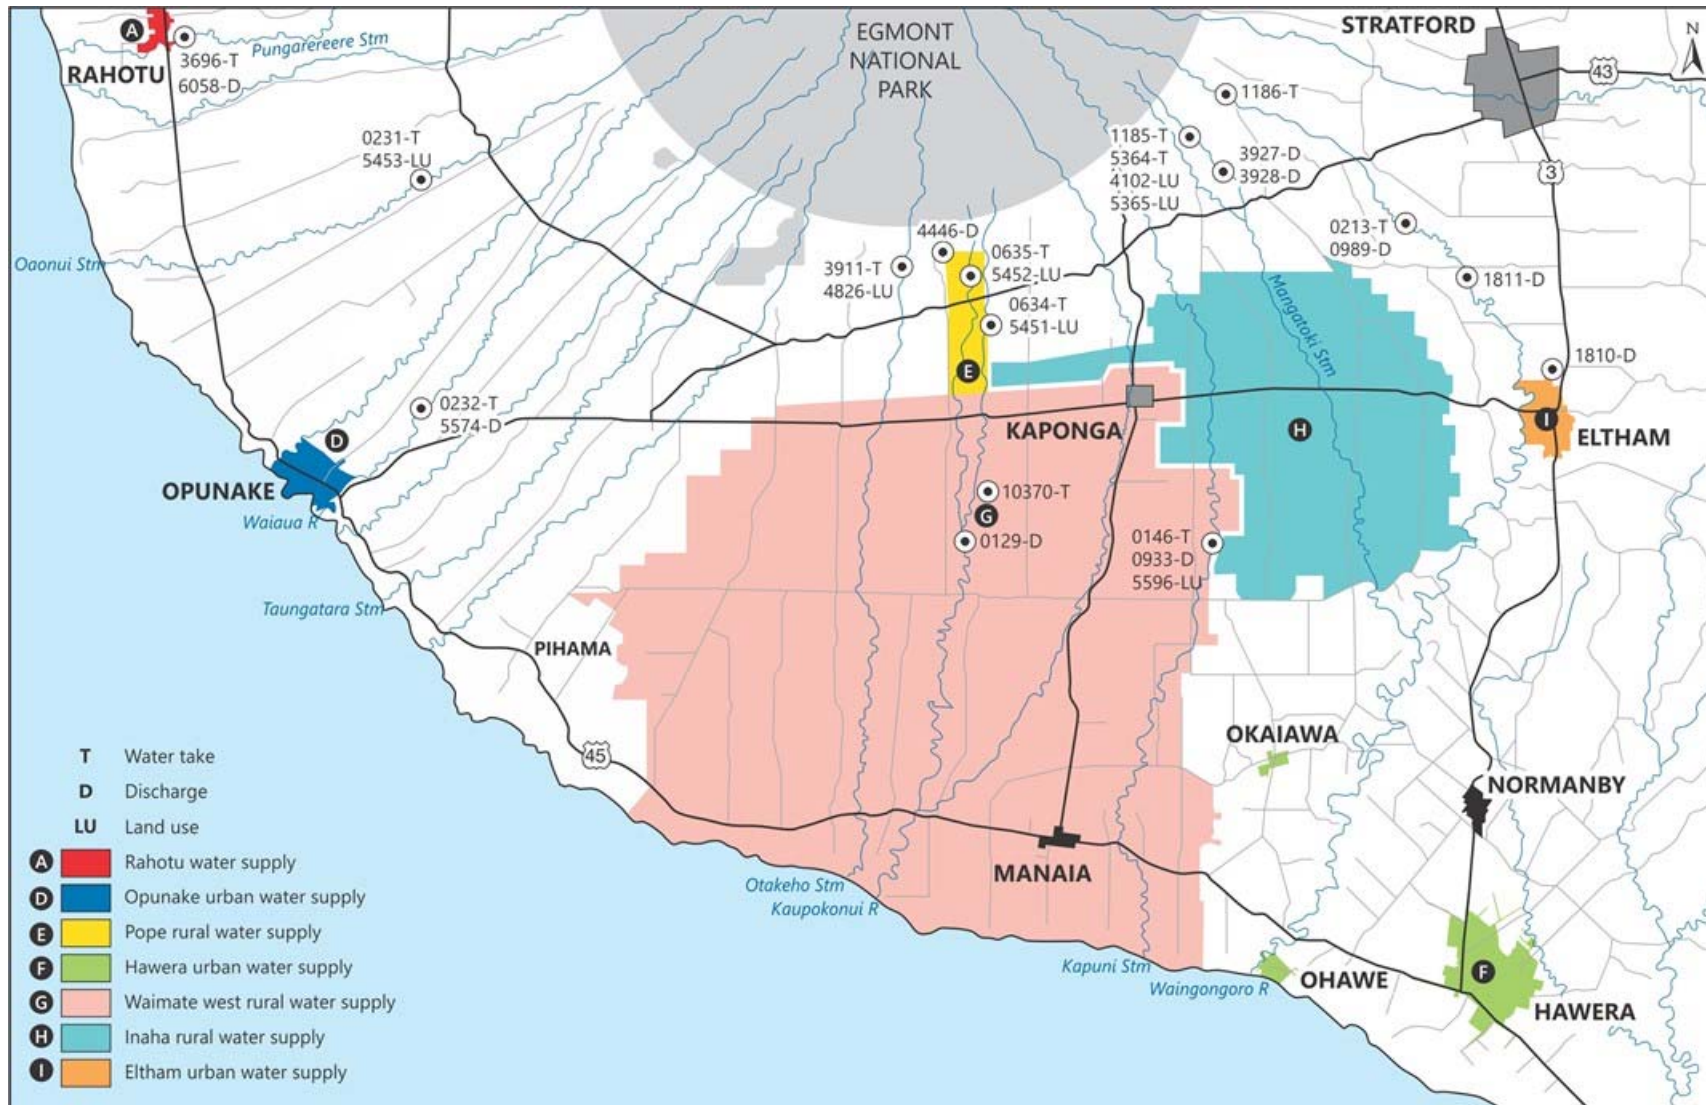 EGMONT
NATIONAL
PARK
STRATFORD
N
43
A
RAHOTU
3696-T
6058-D
Pungarereere Stm
0231-T
5453-LU
1186-T
1185-T
5364-T
4102-LU
5365-LU
3927-D
3928-D
3
0213-T
0989-D
1811-D
Oaonui Stm
4446-D
3911-T
4826-LU
0635-T
5452-LU
0634-T
5451-LU
Mangatoki Stm
1810-D
E
0232-T
5574-D
D
KAPONGA
H
I
ELTHAM
OPUNAKE
Waiaua R
10370-T
G
0129-D
0146-T
0933-D
5596-LU
Taungatara Stm
PIHAMA
45
OKAIAWA
NORMANBY
MANAIA
Otakeho Stm
Kaupokonui R
Kapuni Stm
Waingongoro R
OHAWE
F
HAWERA
T Water take
D Discharge
LU Land use
A Rahotu water supply
D Opunake urban water supply
E Pope rural water supply
F Hawera urban water supply
G Waimate west rural water supply
H Inaha rural water supply
I Eltham urban water supply